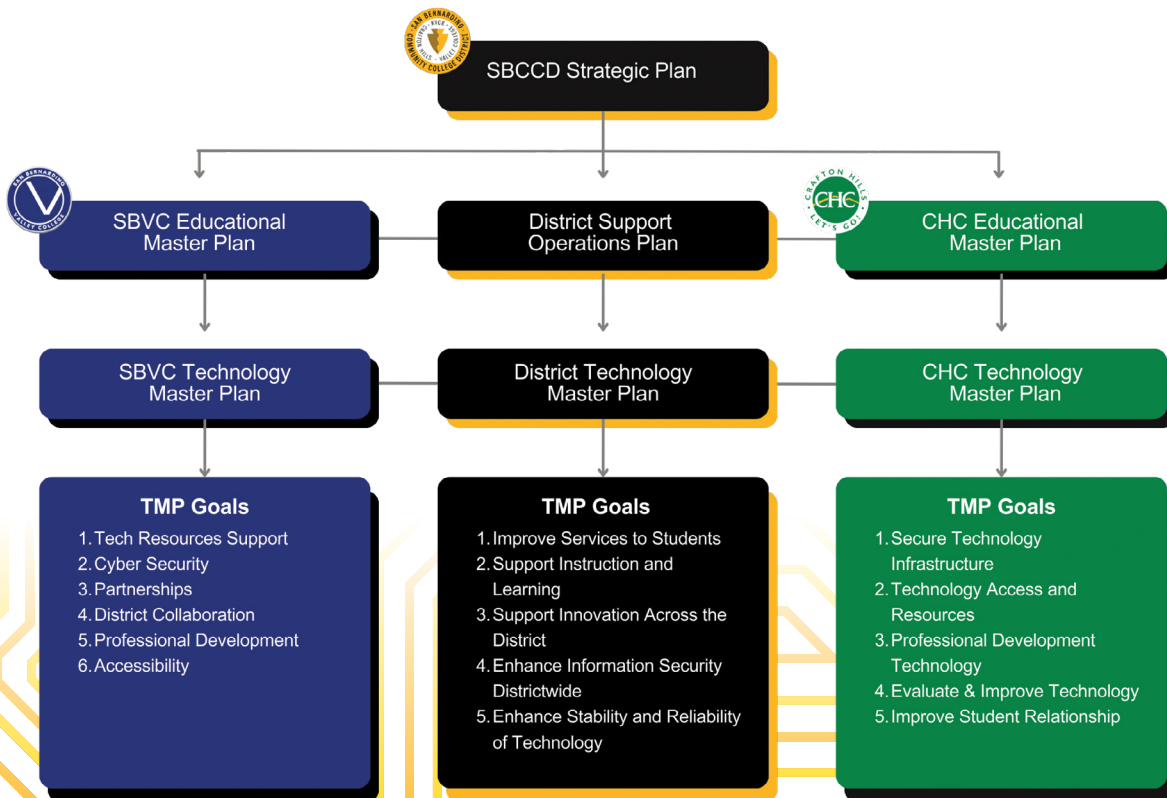 SAN BERNARDINO
COMMUNITY COLLEGE DISTRICT
CRAFTON HILLS · KVCR · VALLEY COLLEGE
SBCCD Strategic Plan
SAN BERNARDINO
V
VALLEY COLLEGE
SBVC Educational
Master Plan
District Support
Operations Plan
CRAFTON HILLS
CHC
LET'S GO!
CHC Educational
Master Plan
SBVC Technology
Master Plan
District Technology
Master Plan
CHC Technology
Master Plan
TMP Goals
1. Tech Resources Support
2. Cyber Security
3. Partnerships
4. District Collaboration
5. Professional Development
6. Accessibility
TMP Goals
1. Improve Services to Students
2. Support Instruction and
Learning
3. Support Innovation Across the
District
4. Enhance Information Security
Districtwide
5. Enhance Stability and Reliability
of Technology
TMP Goals
1. Secure Technology
Infrastructure
2. Technology Access and
Resources
3. Professional Development
Technology
4. Evaluate & Improve Technology
5. Improve Student Relationship